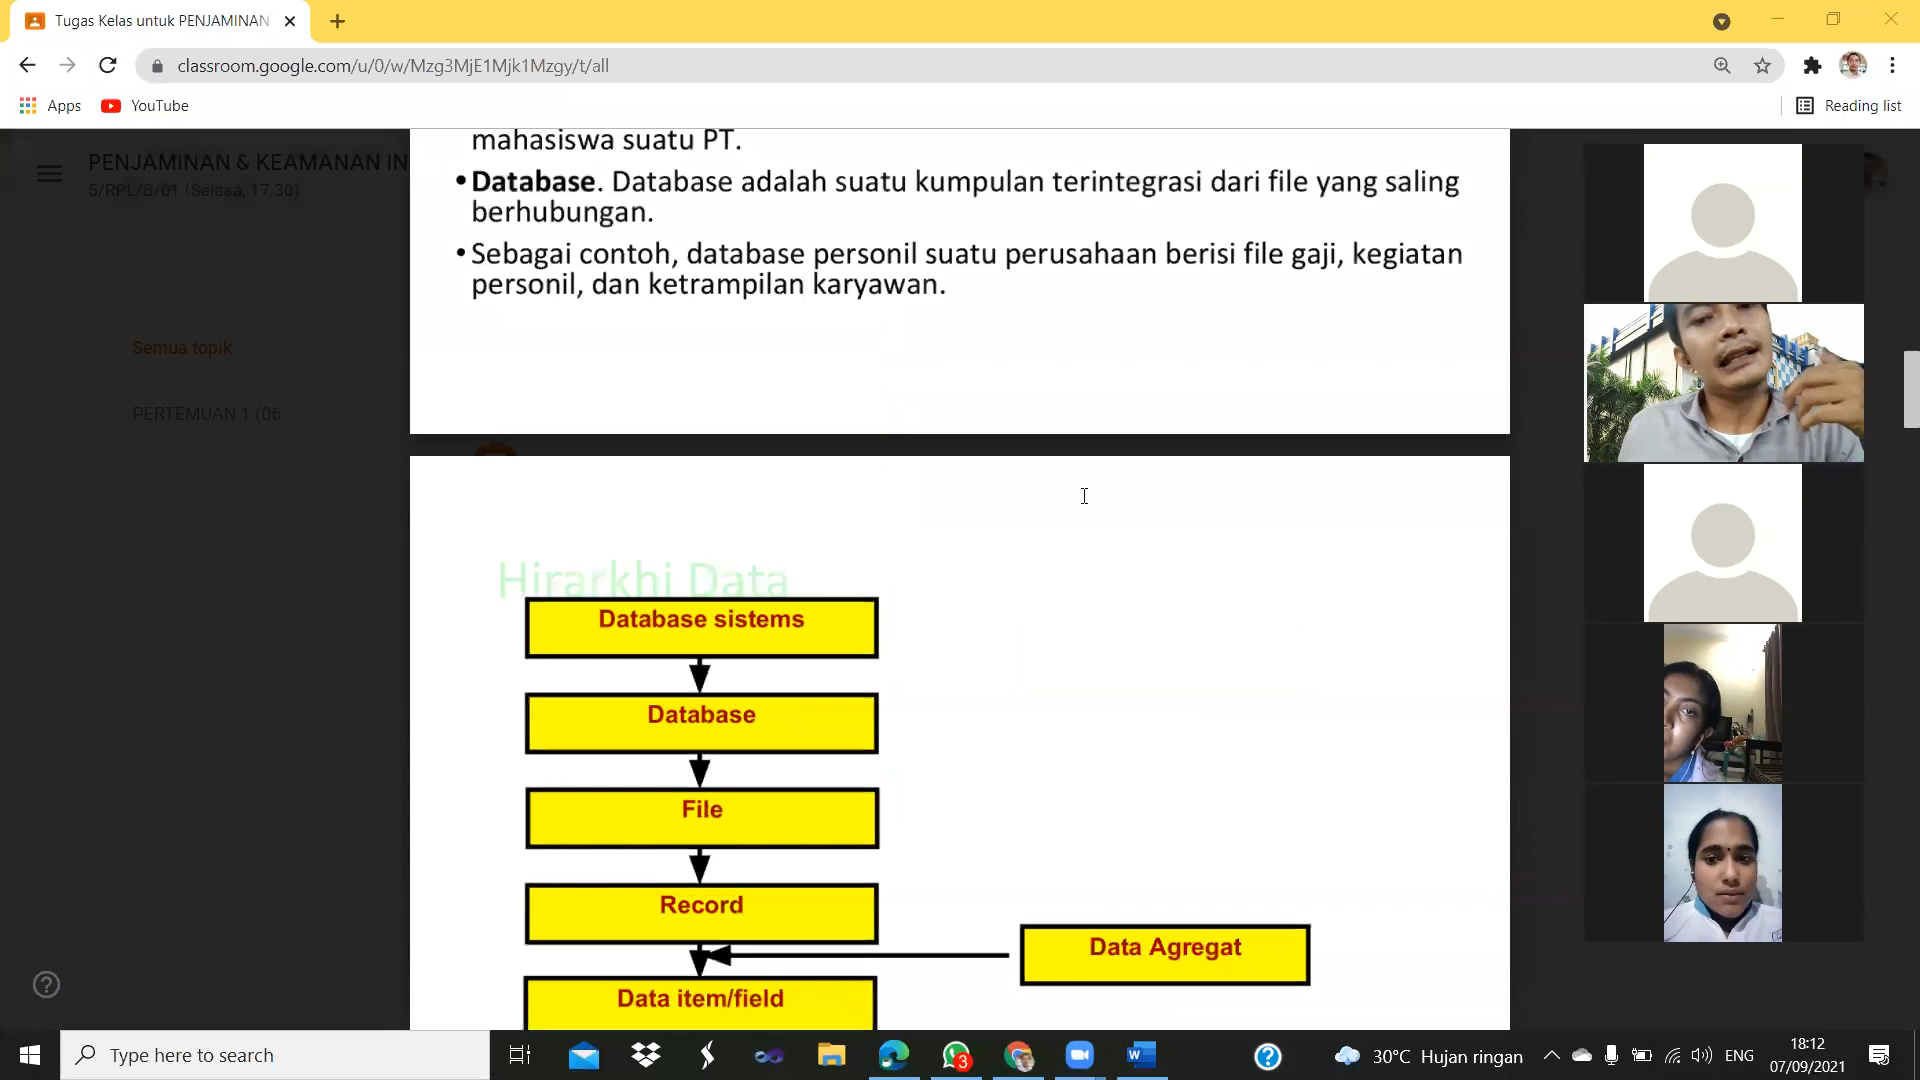 Tugas Kelas untuk PENJAMINAN
classroom.google.com/u/0/w/Mzg3MjE1Mjk1Mzgy/t/all
Apps YouTube Reading list
PENJAMINAN & KEAMANAN IN
5/RPL/B/01 (Selasa, 17.30)
Semua topik
PERTEMUAN 1 (06
mahasiswa suatu PT.
•Database. Database adalah suatu kumpulan terintegrasi dari file yang saling
berhubungan.
•Sebagai contoh, database personil suatu perusahaan berisi file gaji, kegiatan
personil, dan ketrampilan karyawan.
Hirarkhi Data
Database sistems
Database
File
Record
Data Agregat
Data item/field
Type here to search
3
W
30°C Hujan ringan
ENG
18:12
07/09/2021